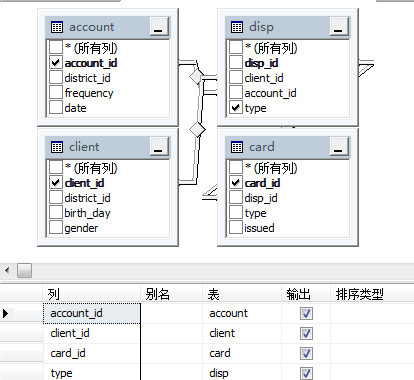 account
* (所有列)
account_id
district_id
frequency
date
disp
* (所有列)
disp_id
client_id
account_id
type
client
* (所有列)
client_id
district_id
birth_day
gender
card
* (所有列)
card_id
disp_id
type
issued
列 别名 表 输出 排序类型
account_id account
client_id client
card_id card
type disp